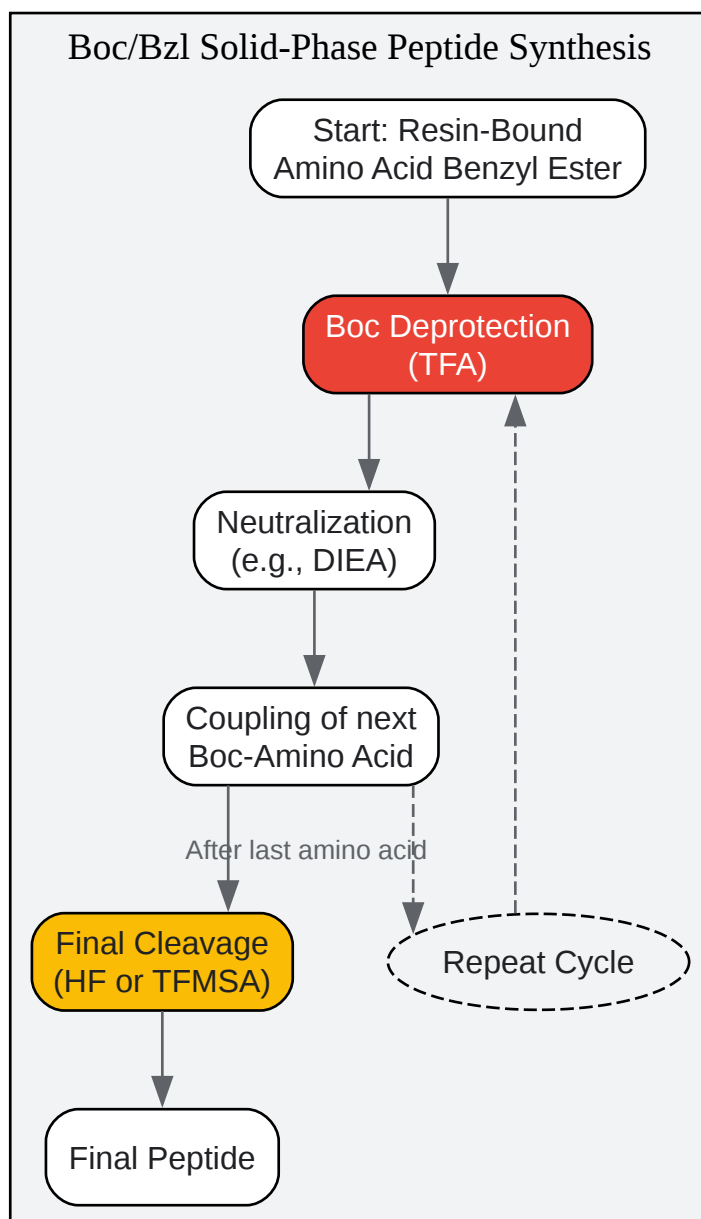 Boc/Bzl Solid-Phase Peptide Synthesis
Start: Resin-Bound
Amino Acid Benzyl Ester
Boc Deprotection
(TFA)
Neutralization
(e.g., DIEA)
Coupling of next
Boc-Amino Acid
After last amino acid
Final Cleavage
(HF or TFMSA)
Repeat Cycle
Final Peptide